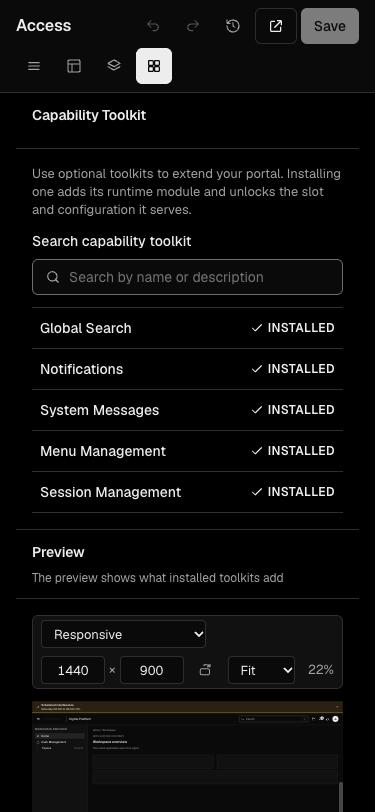 Access
Save
Capability Toolkit
Use optional toolkits to extend your portal. Installing
one adds its runtime module and unlocks the slot
and configuration it serves.
Search capability toolkit
Search by name or description
Global Search INSTALLED
Notifications INSTALLED
System Messages INSTALLED
Menu Management INSTALLED
Session Management INSTALLED
Preview
The preview shows what installed toolkits add
Responsive
1440 × 900 Fit 22%
Workspace overview